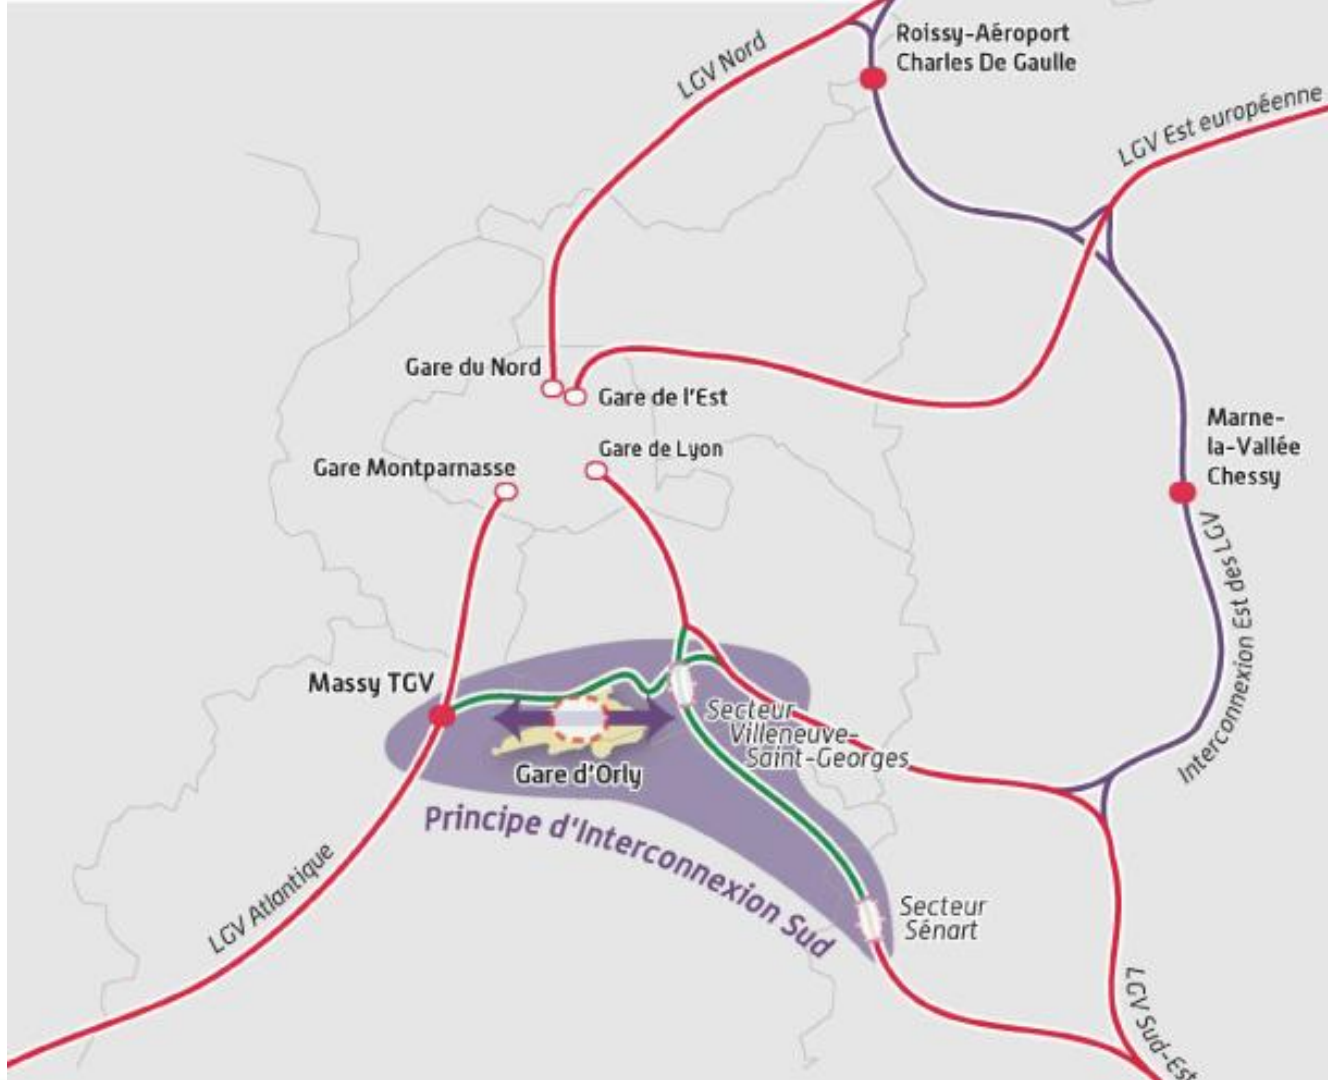 Roissy-Aéroport
Charles De Gaulle
LGV Nord
LGV Est européenne
Gare du Nord
Gare de l'Est
Marne-
la-Vallée
Chessy
Gare de Lyon
Gare Montparnasse
Interconnexion Est des LGV
Massy TGV
Secteur
Villeneuve-
Saint-Georges
Gare d'Orly
Principe d'Interconnexion Sud
LGV Atlantique
Secteur
Sénart
LGV Sud-Est